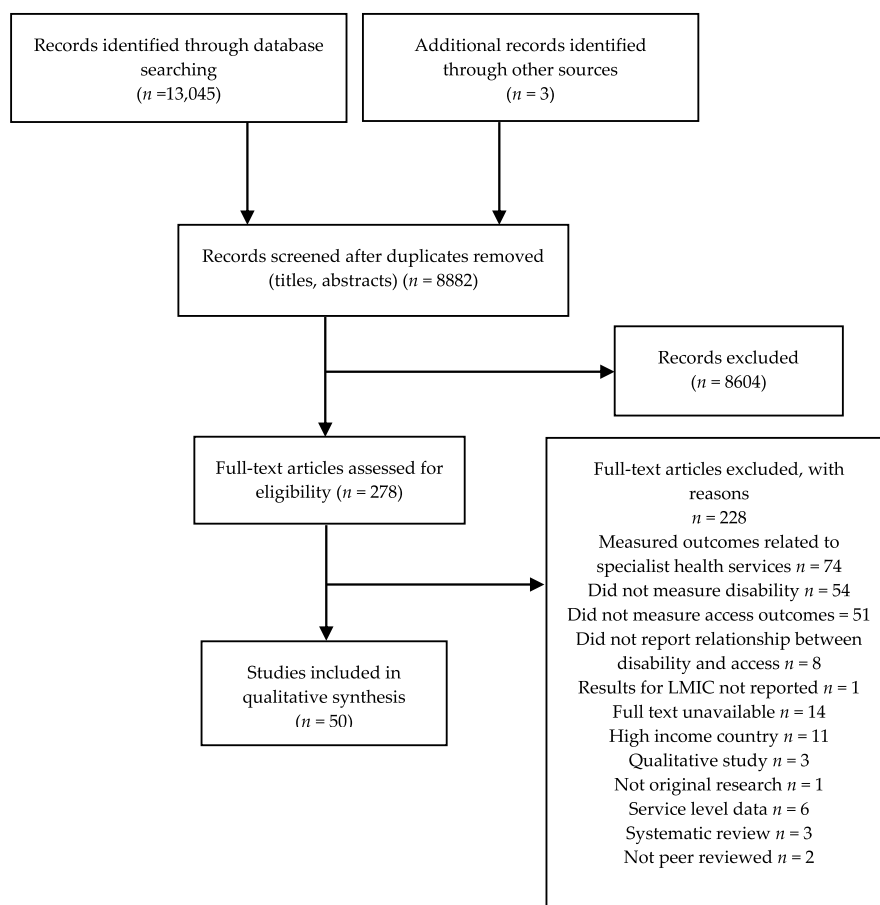 Records identified through database
searching
(n =13,045)
Additional records identified
through other sources
(n = 3)
Records screened after duplicates removed
(titles, abstracts) (n = 8882)
Records excluded
(n = 8604)
Full-text articles assessed for
eligibility (n = 278)
Full-text articles excluded, with
reasons
n = 228
Measured outcomes related to
specialist health services n = 74
Did not measure disability n = 54
Did not measure access outcomes = 51
Did not report relationship between
disability and access n = 8
Results for LMIC not reported n = 1
Full text unavailable n = 14
High income country n = 11
Qualitative study n = 3
Not original research n = 1
Service level data n = 6
Systematic review n = 3
Not peer reviewed n = 2
Studies included in
qualitative synthesis
(n = 50)